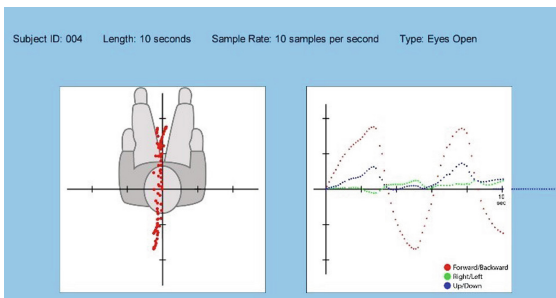 Subject ID: 004 Length: 10 seconds Sample Rate: 10 samples per second Type: Eyes Open
10
sec
Forward/Backward
Right/Left
Up/Down